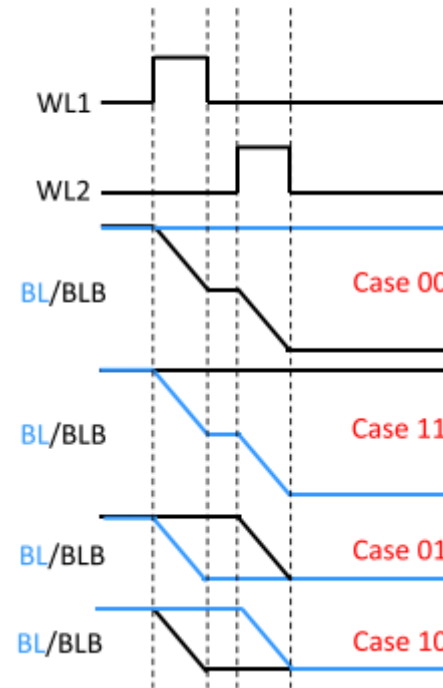 WL1
WL2
BL/BLB
Case 00
BL/BLB
Case 11
BL/BLB
Case 01
BL/BLB
Case 10